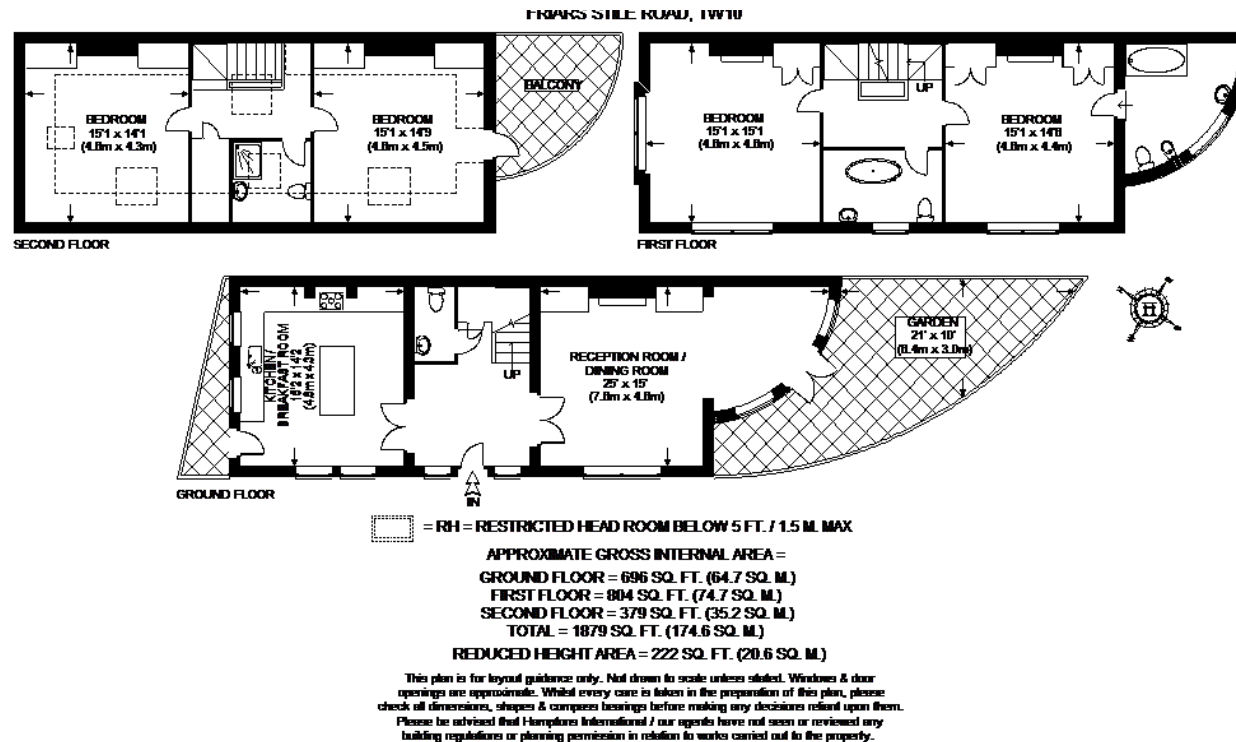 FRIARS STILE ROAD, TW10
BEDROOM
15'1 x 14'1
(4.6m x 4.3m)
BEDROOM
15'1 x 14'9
(4.6m x 4.5m)
BALCONY
SECOND FLOOR
BEDROOM
15'1 x 15'1
(4.6m x 4.6m)
UP
BEDROOM
15'1 x 14'6
(4.6m x 4.4m)
FIRST FLOOR
KITCHEN /
BREAKFAST ROOM
(4.9m x 4.3m)
UP
RECEPTION ROOM /
DINING ROOM
25' x 15'
(7.6m x 4.6m)
GARDEN
21' x 10'
(6.4m x 3.0m)
GROUND FLOOR
IN
H
= RH = RESTRICTED HEAD ROOM BELOW 5 FT. / 1.5 M. MAX
APPROXIMATE GROSS INTERNAL AREA =
GROUND FLOOR = 696 SQ. FT. (64.7 SQ. M.)
FIRST FLOOR = 804 SQ. FT. (74.7 SQ. M.)
SECOND FLOOR = 379 SQ. FT. (35.2 SQ. M.)
TOTAL = 1879 SQ. FT. (174.6 SQ. M.)
REDUCED HEIGHT AREA = 222 SQ. FT. (20.6 SQ. M.)
This plan is for layout guidance only. Not drawn to scale unless stated. Windows & door
openings are approximate. Whilst every care is taken in the preparation of this plan, please
check all dimensions, shapes & compass bearings before making any decisions reliant upon them.
Please be advised that Hamptons International / our agents have not seen or reviewed any
building regulations or planning permission in relation to works carried out to the property.